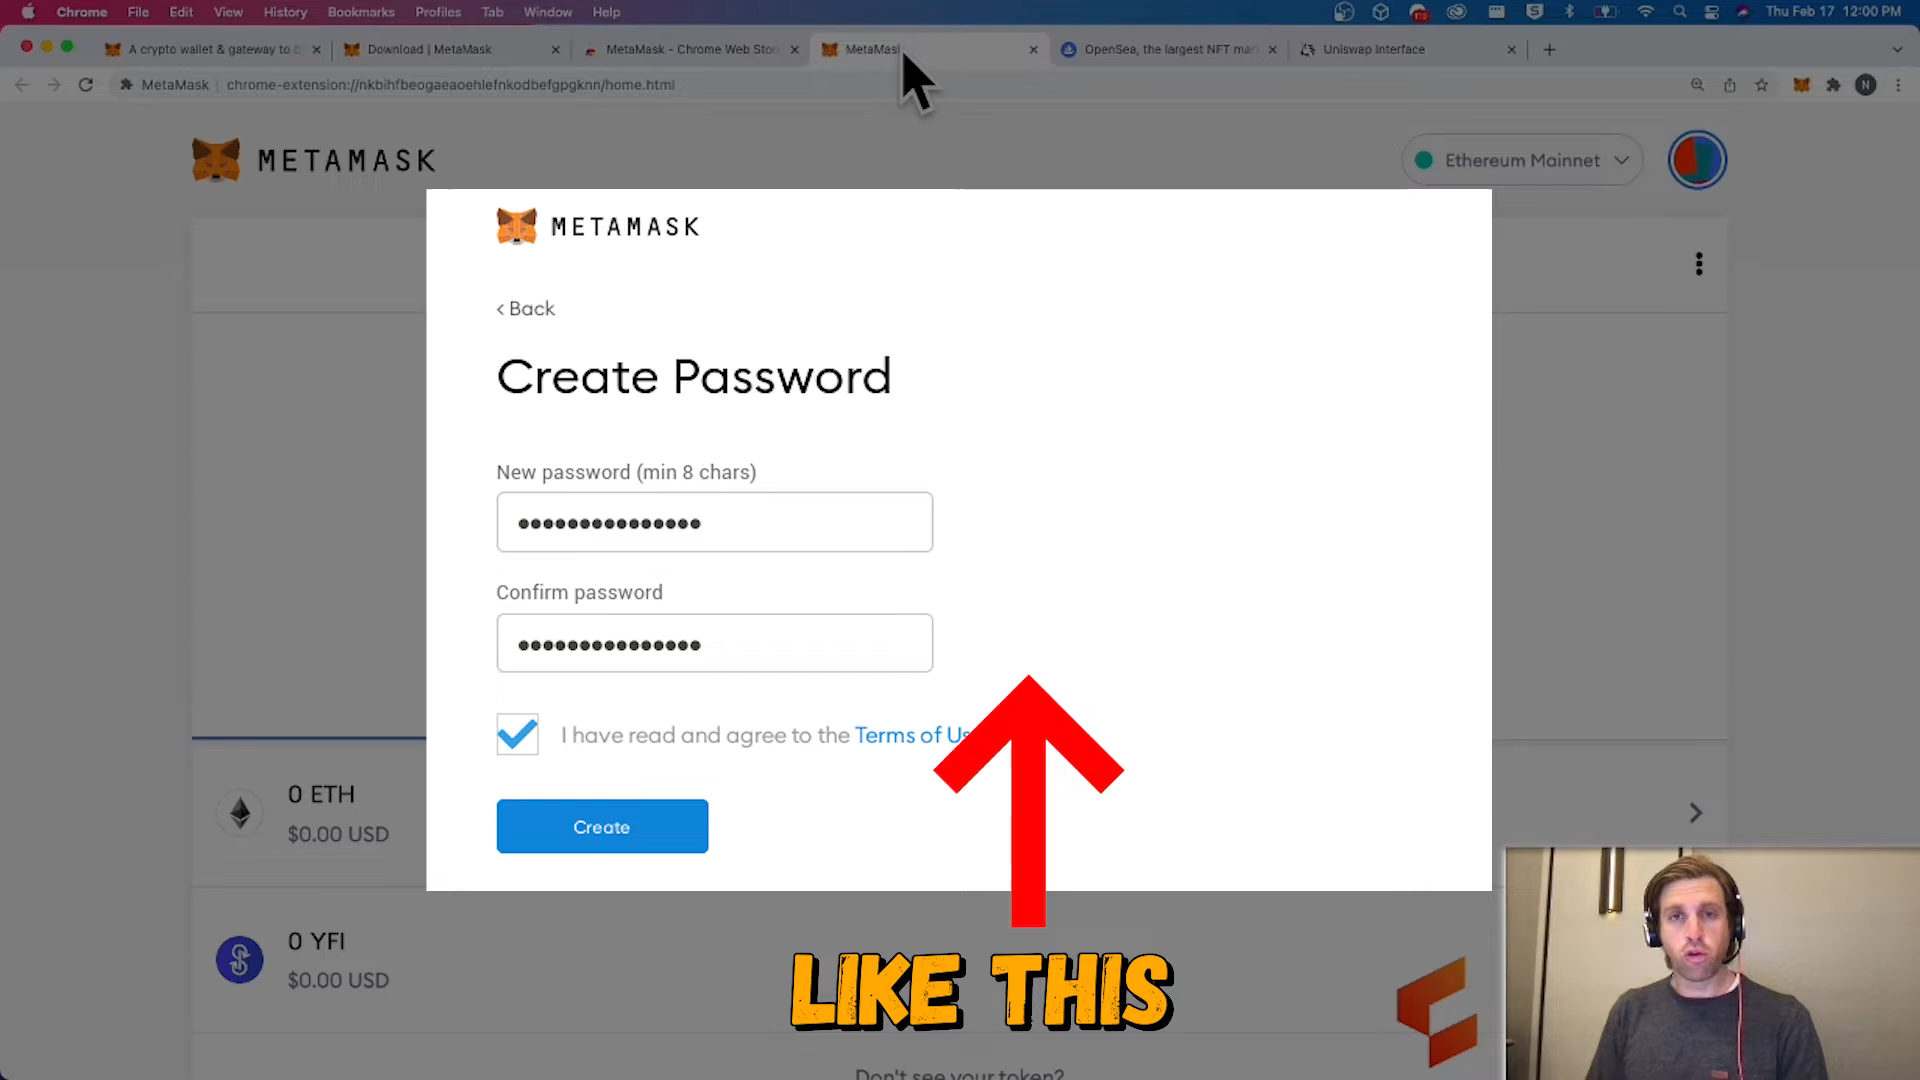 Chrome File Edit View History Bookmarks Profiles Tab Window Help
Thu Feb 17 12:00 PM
A crypto wallet & gateway to b
Download | MetaMask
MetaMask - Chrome Web Stor
MetaMask
OpenSea, the largest NFT mar
Uniswap Interface
MetaMask
chrome-extension://nkbihfbeogaeaoehlefnkodbefgpgknn/home.html
N
METAMASK
Ethereum Mainnet
METAMASK
< Back
Create Password
New password (min 8 chars)
Confirm password
I have read and agree to the Terms of Us
Create
0 ETH
$0.00 USD
0 YFI
$0.00 USD
LIKE THIS
Don't see your token?